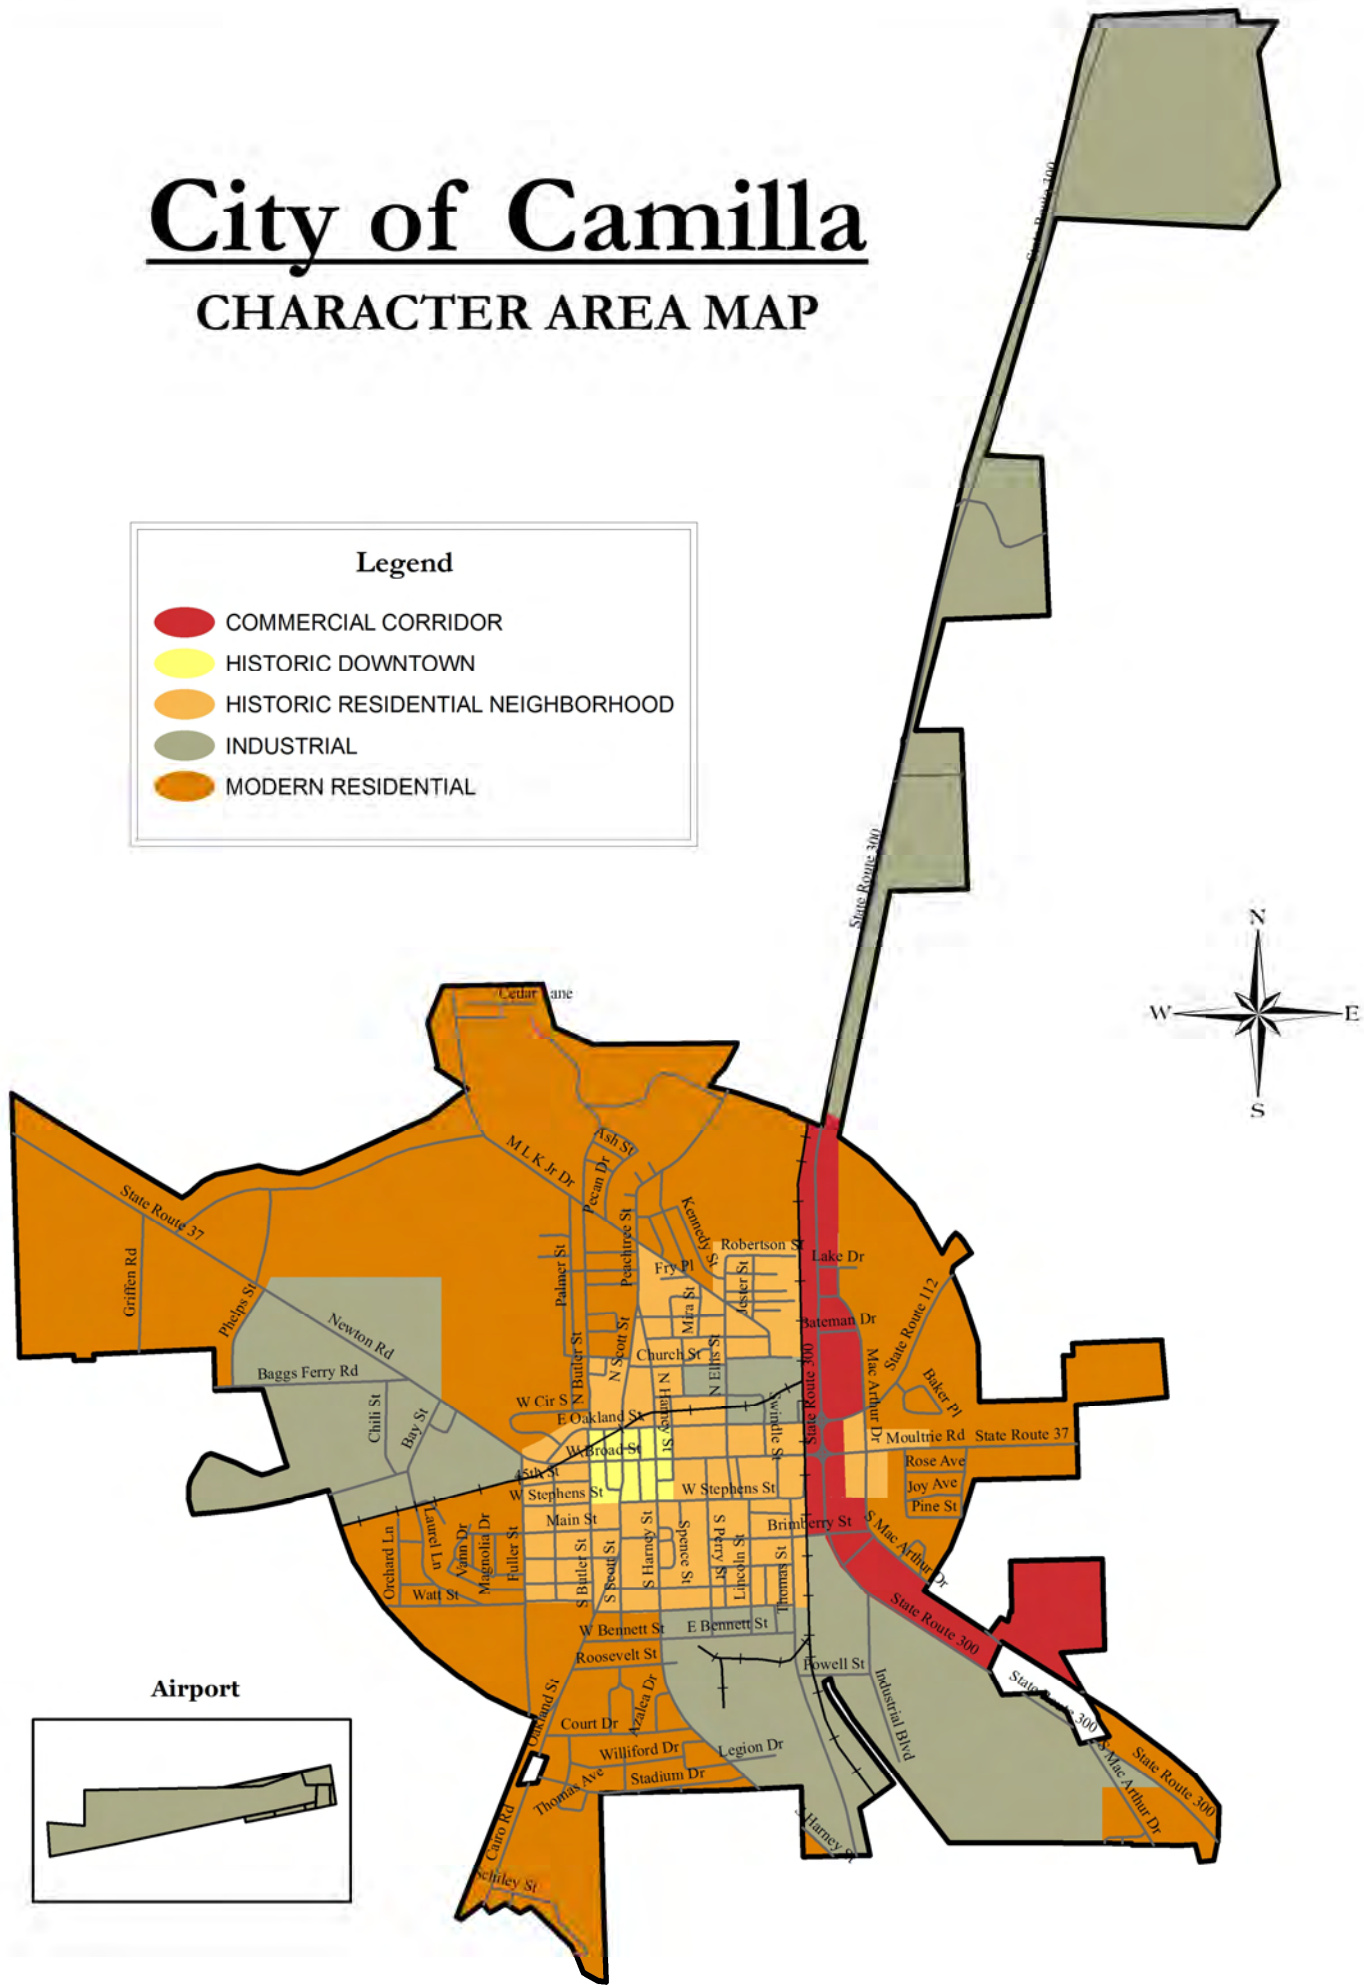 City of Camilla
CHARACTER AREA MAP
State Route 300
Legend
COMMERCIAL CORRIDOR
HISTORIC DOWNTOWN
HISTORIC RESIDENTIAL NEIGHBORHOOD
INDUSTRIAL
MODERN RESIDENTIAL
State Route 300
N
W
E
S
Cedar Lane
Ash St
M L K Jr Dr
Pecan Dr
State Route 37
Kennedy St
Peachtree St
Robertson St
Lake Dr
Griffen Rd
Palmer St
Fry Pl
Jester St
State Route 112
Phelps St
Mira St
Bateman Dr
Newton Rd
N Scott St
Church St
N Butler St
N Ellis St
State Route 300
Mac Arthur Dr
Baggs Ferry Rd
Baker Pl
W Cir S
N Harney St
Chili St
Bay St
E Oakland St
Swindle St
Moultrie Rd
State Route 37
W Broad St
Rose Ave
45th St
W Stephens St
W Stephens St
Joy Ave
Pine St
Main St
Brimberry St
S Mac Arthur Dr
Laurel Ln
Orchard Ln
Vann Dr
Magnolia Dr
Fuller St
S Butler St
S Scott St
S Harney St
Spence St
S Perry St
Lincoln St
Thomas St
Watt St
State Route 300
W Bennett St
E Bennett St
Roosevelt St
Powell St
Airport
Oakland St
Azalea Dr
Industrial Blvd
State Route 300
Court Dr
Williford Dr
Legion Dr
Stadium Dr
Thomas Ave
S Mac Arthur Dr
State Route 300
Cairo Rd
S Harney St
Schiley St